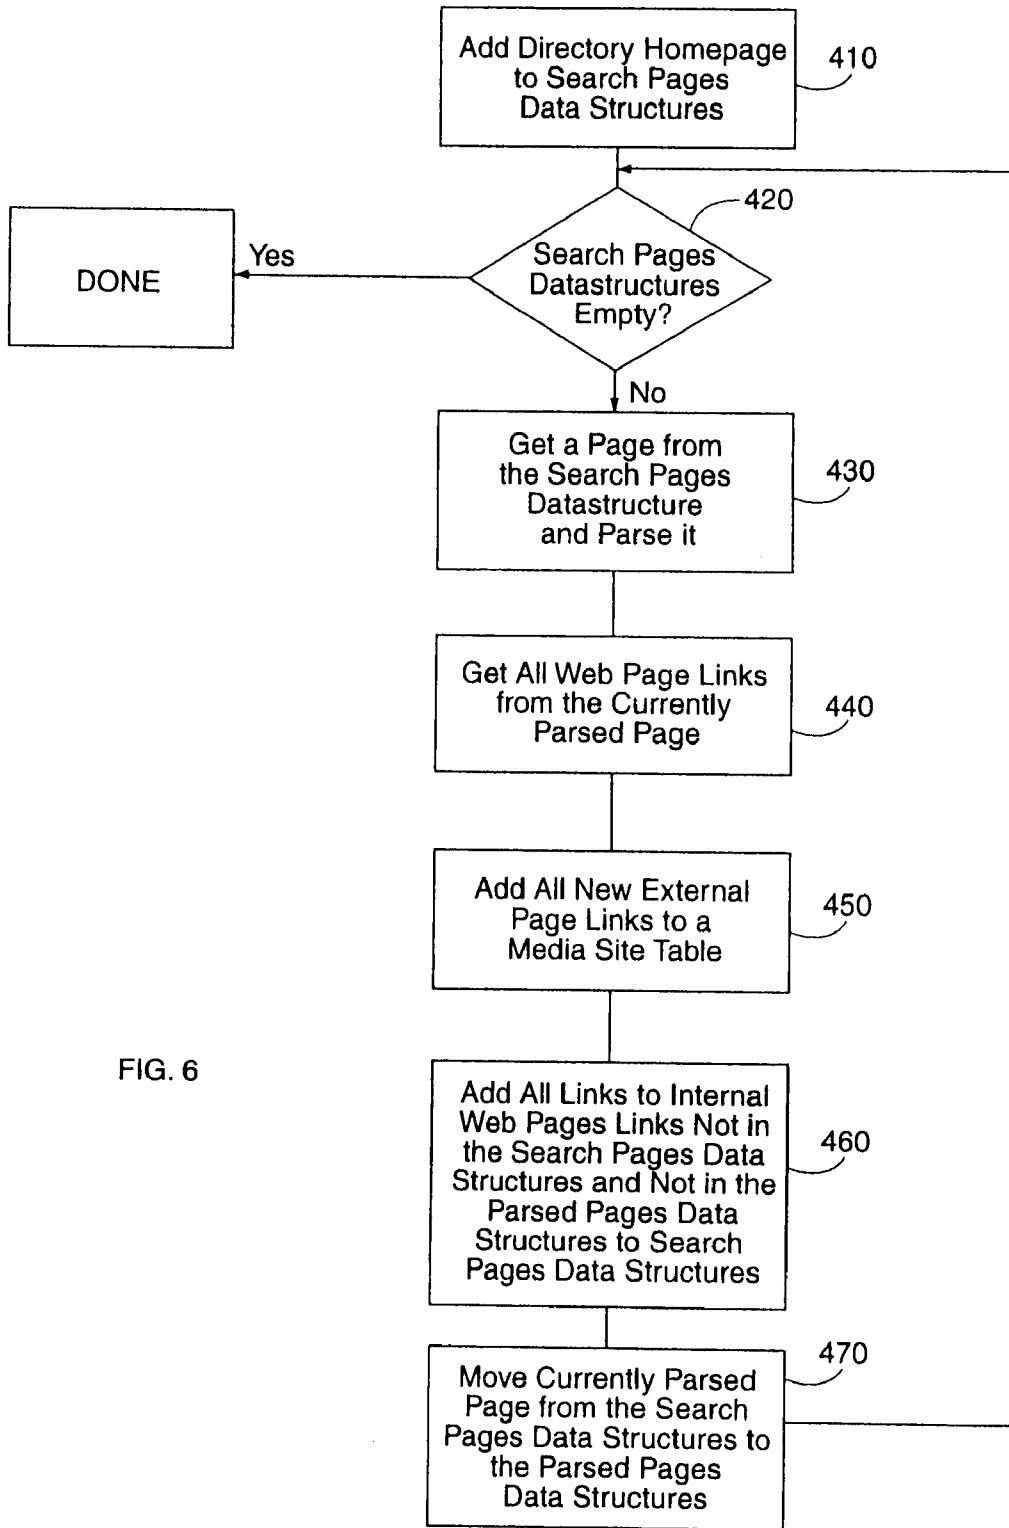 Add Directory Homepage
to Search Pages
Data Structures
410
420
Search Pages
Datastructures
Empty?
Yes
DONE
No
Get a Page from
the Search Pages
Datastructure
and Parse it
430
Get All Web Page Links
from the Currently
Parsed Page
440
Add All New External
Page Links to a
Media Site Table
450
FIG. 6
Add All Links to Internal
Web Pages Links Not in
the Search Pages Data
Structures and Not in the
Parsed Pages Data
Structures to Search
Pages Data Structures
460
Move Currently Parsed
Page from the Search
Pages Data Structures to
the Parsed Pages
Data Structures
470